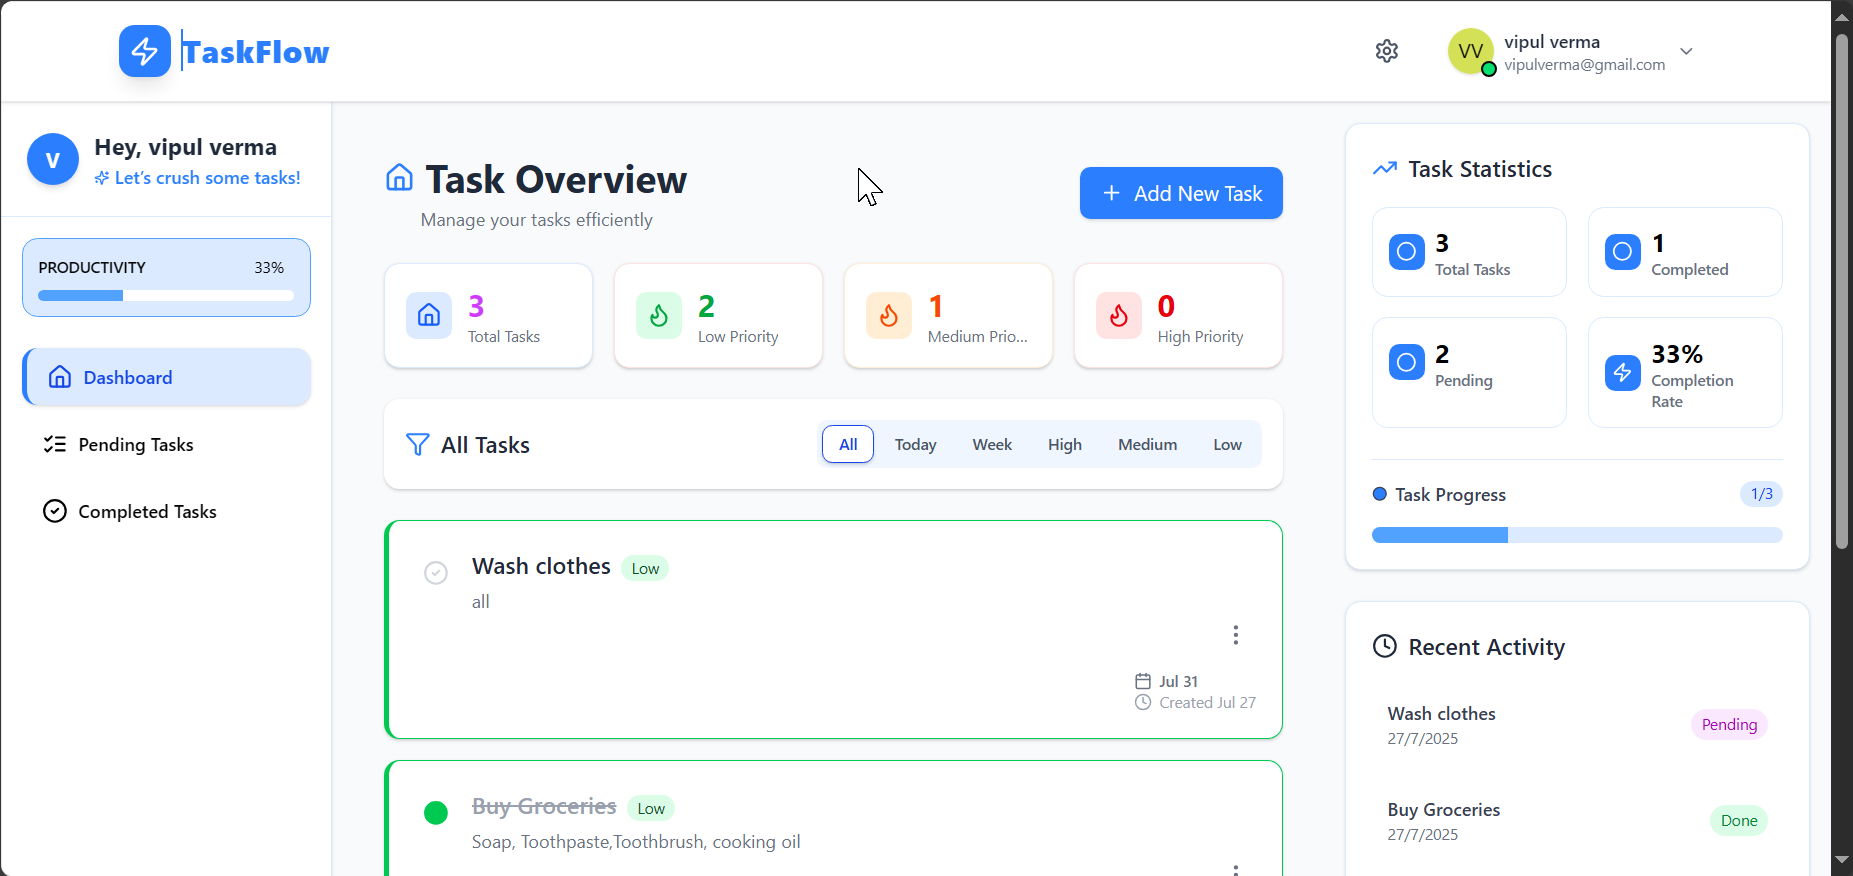 TaskFlow
VV
vipul verma
vipulverma@gmail.com
V
Hey, vipul verma
Let's crush some tasks!
PRODUCTIVITY 33%
Dashboard
Pending Tasks
Completed Tasks
Task Overview
Manage your tasks efficiently
+ Add New Task
3
Total Tasks
2
Low Priority
1
Medium Prio...
0
High Priority
All Tasks
All Today Week High Medium Low
Wash clothes Low
all
Jul 31
Created Jul 27
Buy Groceries Low
Soap, Toothpaste,Toothbrush, cooking oil
Task Statistics
3
Total Tasks
1
Completed
2
Pending
33%
Completion
Rate
Task Progress 1/3
Recent Activity
Wash clothes
27/7/2025
Pending
Buy Groceries
27/7/2025
Done